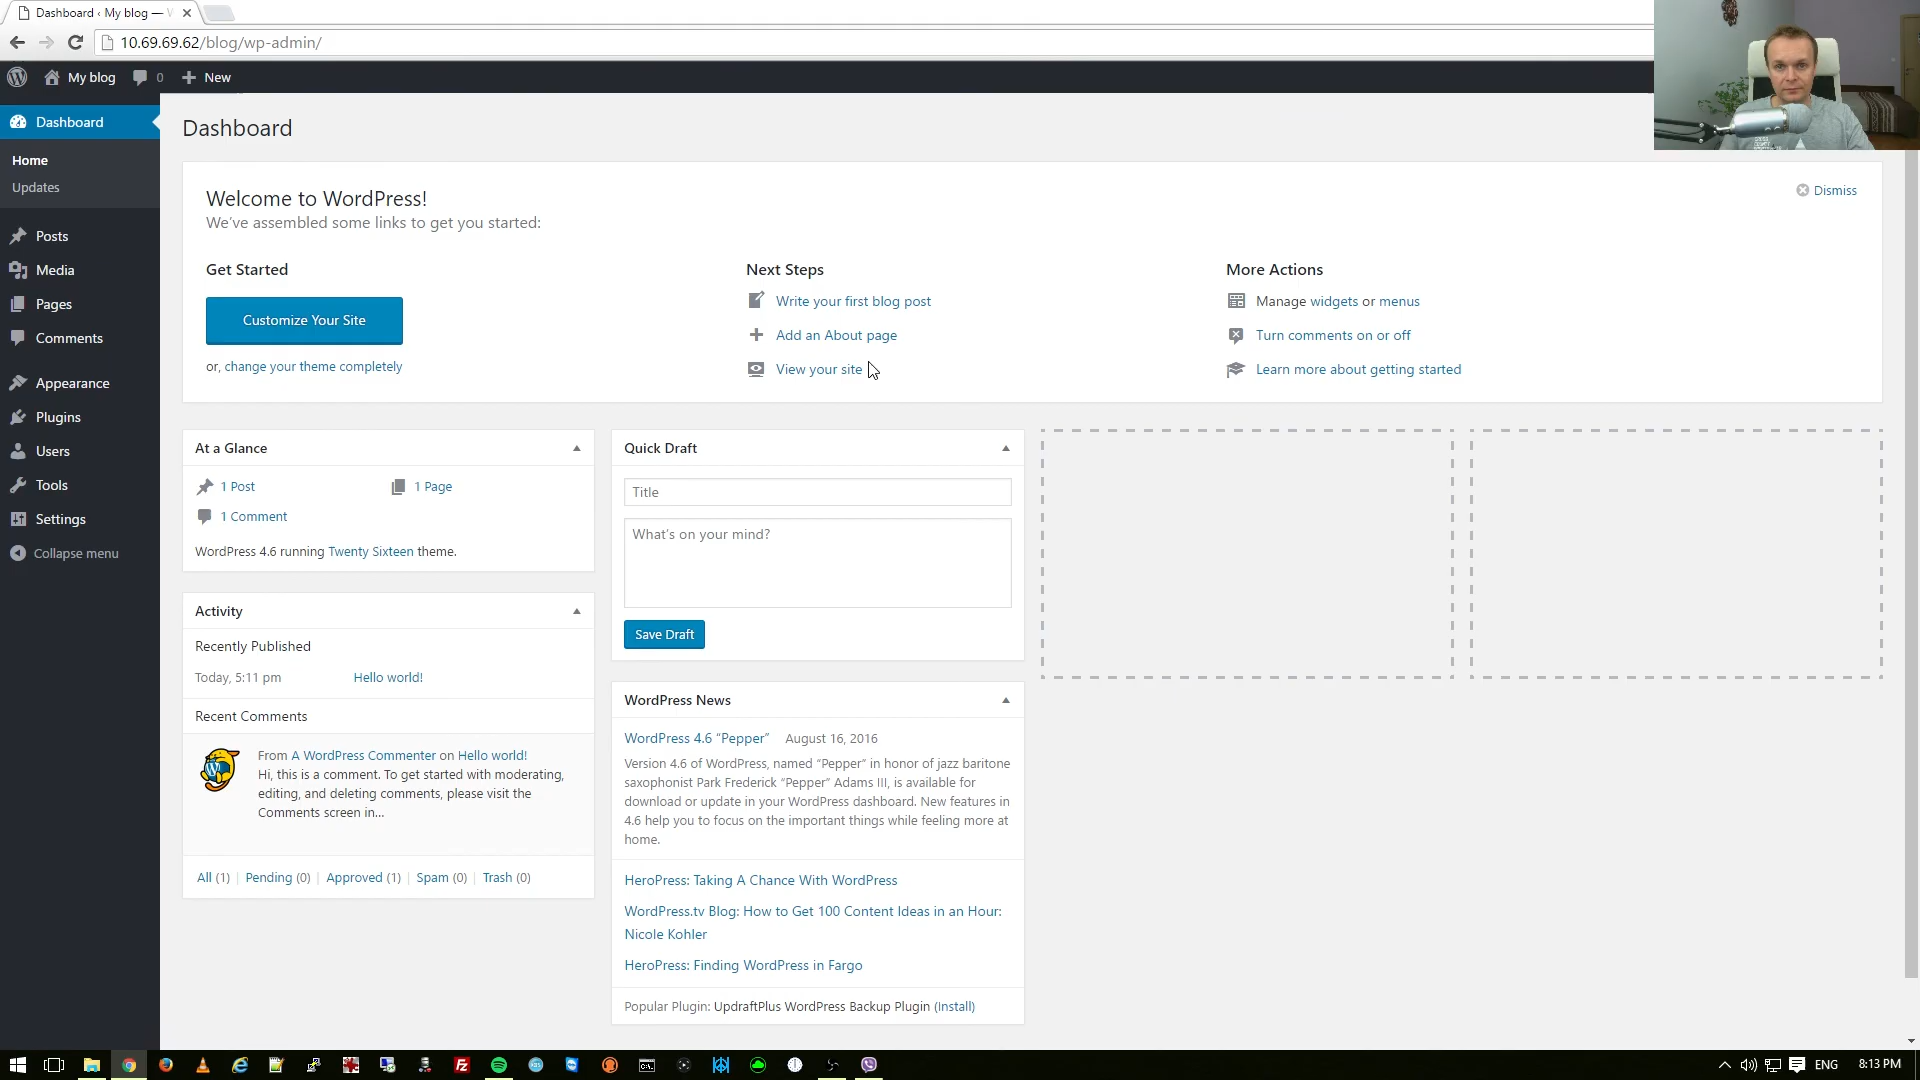 Dashboard ‹ My blog — W
10.69.69.62/blog/wp-admin/
My blog
0
New
Dashboard
Home
Updates
Posts
Media
Pages
Comments
Appearance
Plugins
Users
Tools
Settings
Collapse menu
Dashboard
Welcome to WordPress!
We've assembled some links to get you started:
Dismiss
Get Started
Customize Your Site
or, change your theme completely
Next Steps
Write your first blog post
Add an About page
View your site
More Actions
Manage widgets or menus
Turn comments on or off
Learn more about getting started
At a Glance
1 Post
1 Page
1 Comment
WordPress 4.6 running Twenty Sixteen theme.
Activity
Recently Published
Today, 5:11 pm
Hello world!
Recent Comments
From A WordPress Commenter on Hello world!
Hi, this is a comment. To get started with moderating,
editing, and deleting comments, please visit the
Comments screen in...
All (1) | Pending (0) | Approved (1) | Spam (0) | Trash (0)
Quick Draft
Title
What's on your mind?
Save Draft
WordPress News
WordPress 4.6 “Pepper” August 16, 2016
Version 4.6 of WordPress, named “Pepper” in honor of jazz baritone
saxophonist Park Frederick “Pepper” Adams III, is available for
download or update in your WordPress dashboard. New features in
4.6 help you to focus on the important things while feeling more at
home.
HeroPress: Taking A Chance With WordPress
WordPress.tv Blog: How to Get 100 Content Ideas in an Hour:
Nicole Kohler
HeroPress: Finding WordPress in Fargo
Popular Plugin: UpdraftPlus WordPress Backup Plugin (Install)
ENG
8:13 PM